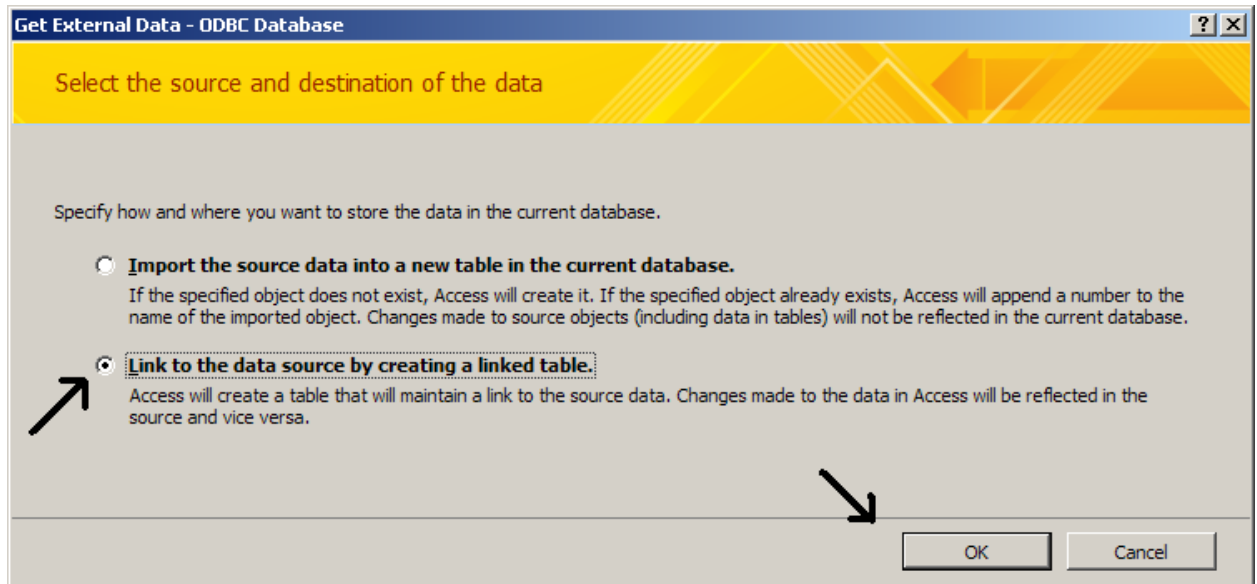 Get External Data - ODBC Database
Select the source and destination of the data
Specify how and where you want to store the data in the current database.
Import the source data into a new table in the current database.
If the specified object does not exist, Access will create it. If the specified object already exists, Access will append a number to the
name of the imported object. Changes made to source objects (including data in tables) will not be reflected in the current database.
Link to the data source by creating a linked table.
Access will create a table that will maintain a link to the source data. Changes made to the data in Access will be reflected in the
source and vice versa.
OK Cancel